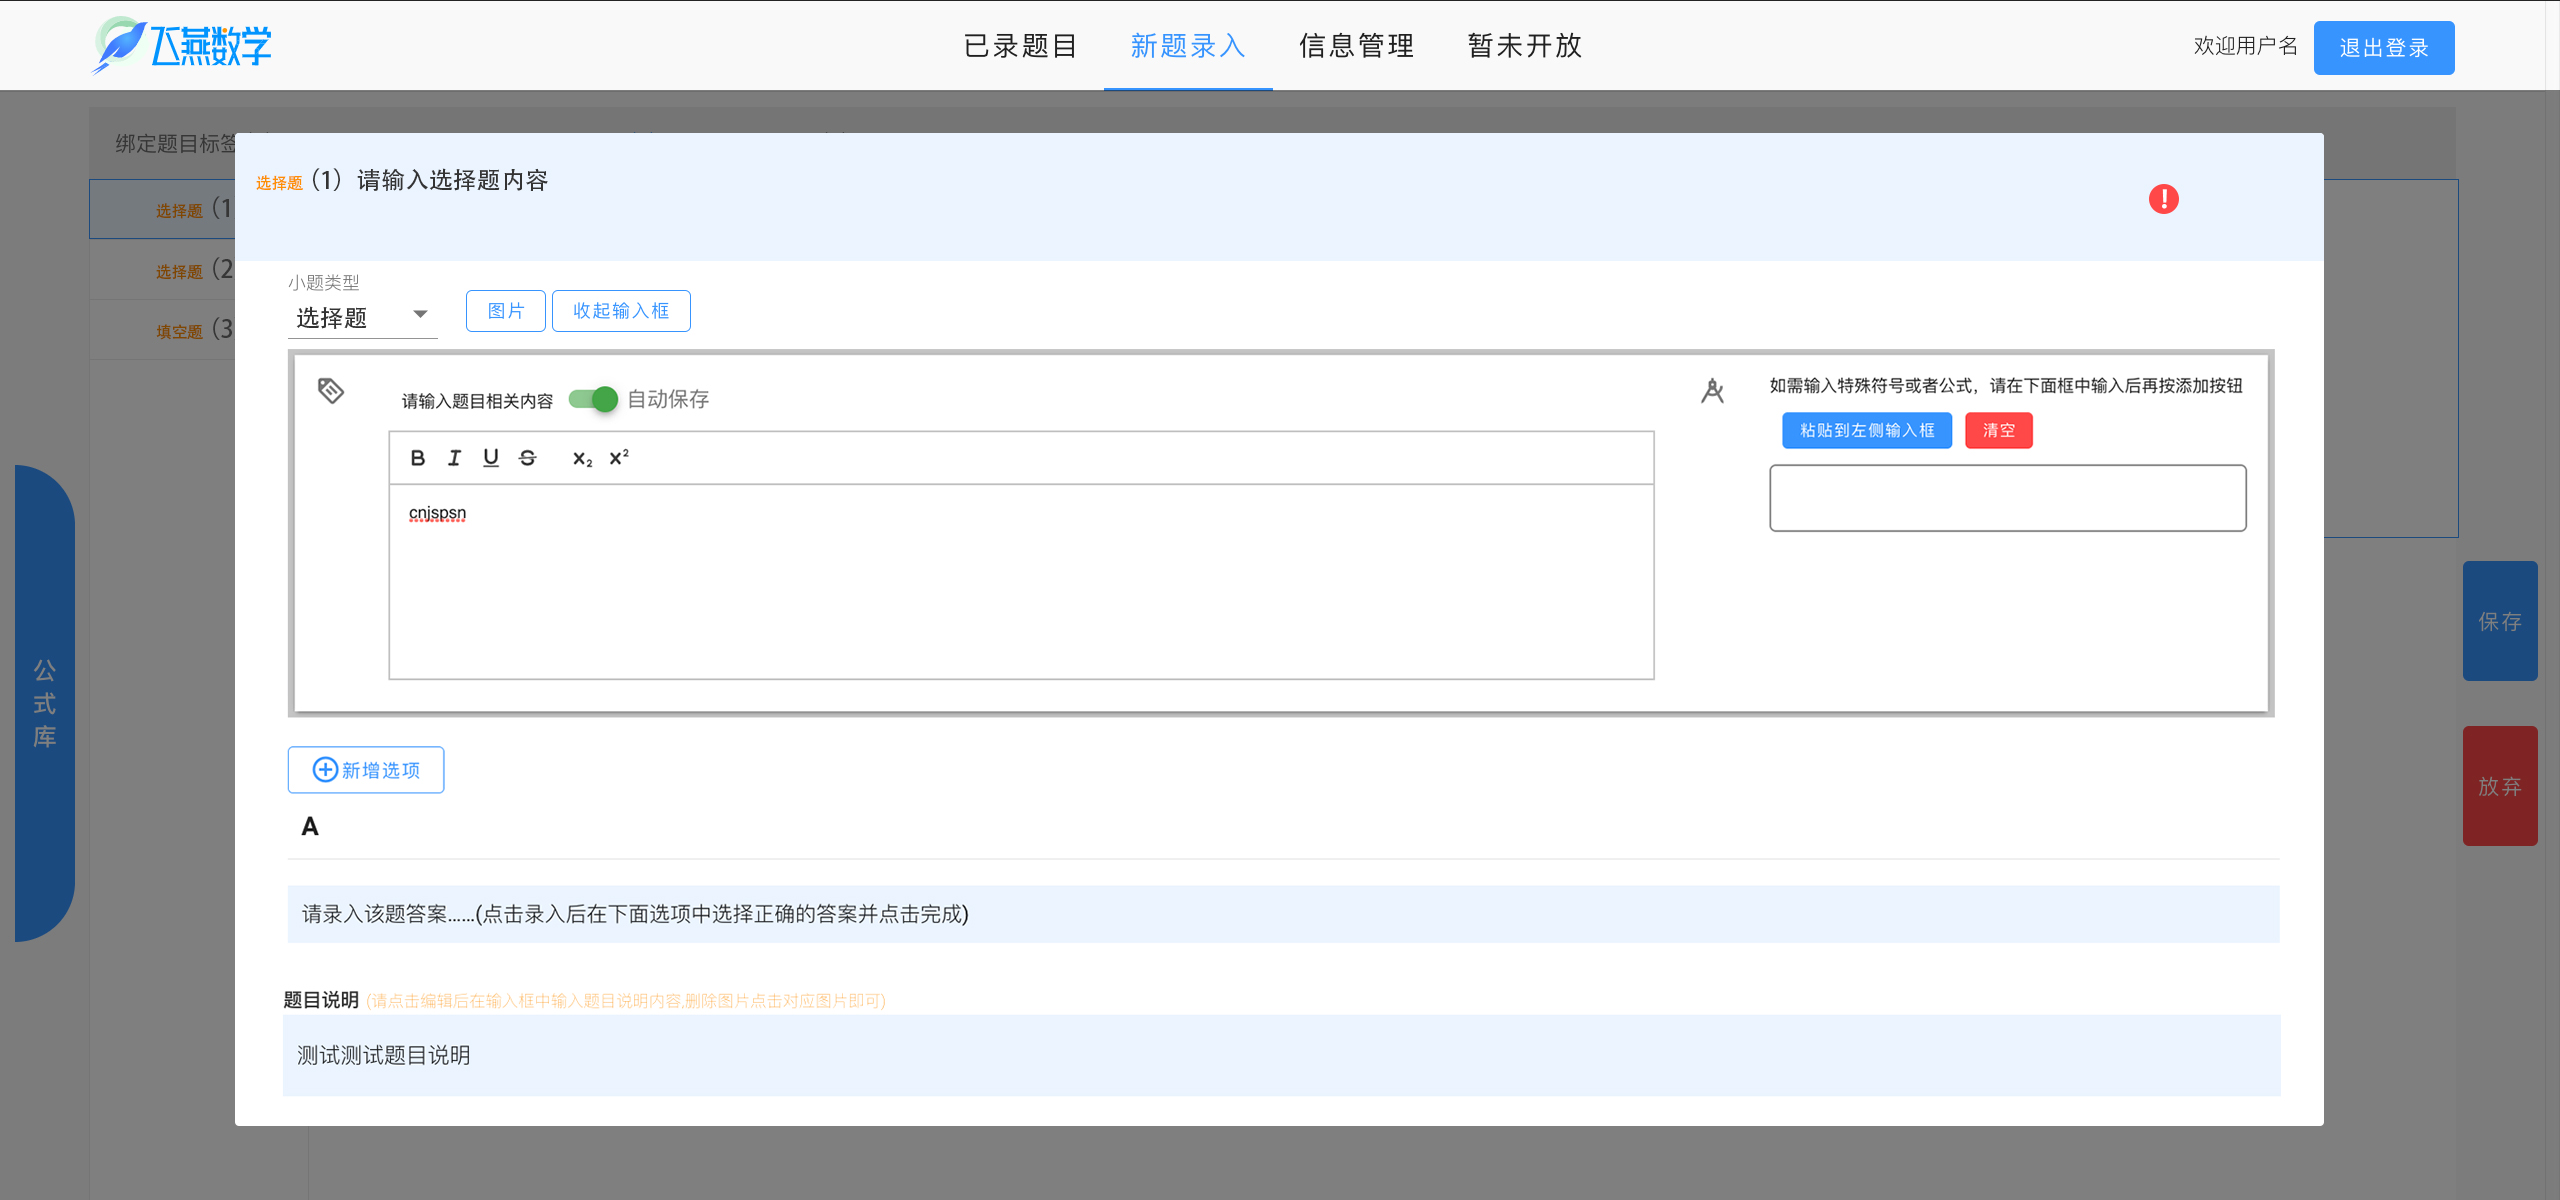 飞燕数学
已录题目 新题录入 信息管理 暂未开放
欢迎用户名 退出登录
绑定题目标签
选择题 (1
选择题 (2
填空题 (3
公式库
选择题 (1) 请输入选择题内容
小题类型
选择题
图片 收起输入框
请输入题目相关内容 自动保存
如需输入特殊符号或者公式，请在下面框中输入后再按添加按钮
粘贴到左侧输入框 清空
B I U S x₂ x²
cnjspsn
新增选项
A
请录入该题答案......(点击录入后在下面选项中选择正确的答案并点击完成)
题目说明 (请点击编辑后在输入框中输入题目说明内容,删除图片点击对应图片即可)
测试测试题目说明
保存
放弃